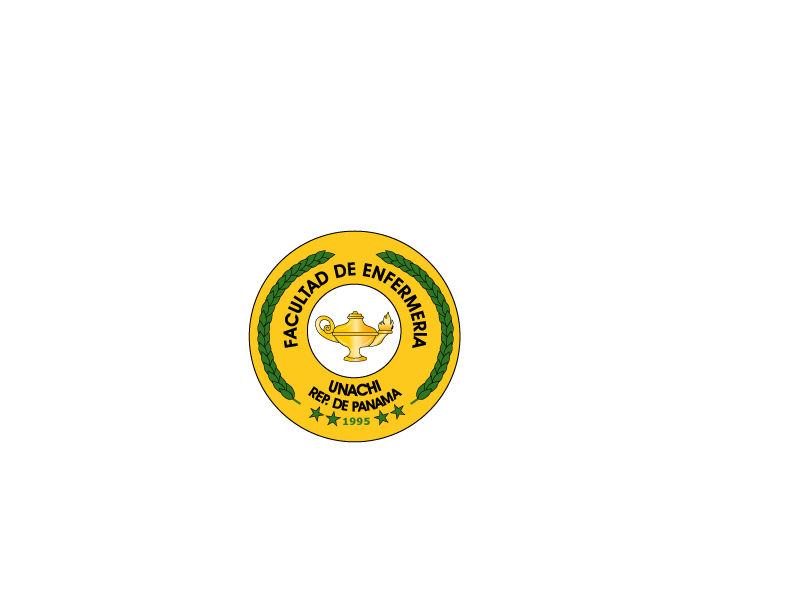 FACULTAD DE ENFERMERIA
UNACHI
REP. DE PANAMA
1995